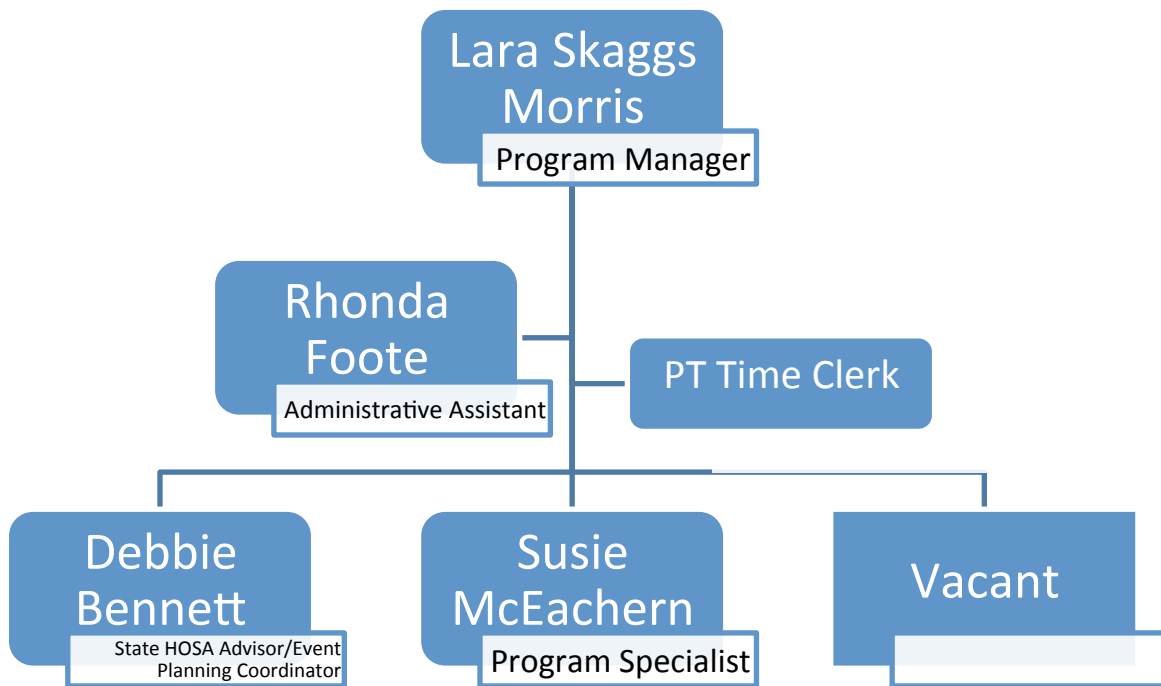 Lara Skaggs
Morris
Program Manager
Rhonda
Foote
Administrative Assistant
PT Time Clerk
Debbie
Bennett
State HOSA Advisor/Event
Planning Coordinator
Susie
McEachern
Program Specialist
Vacant